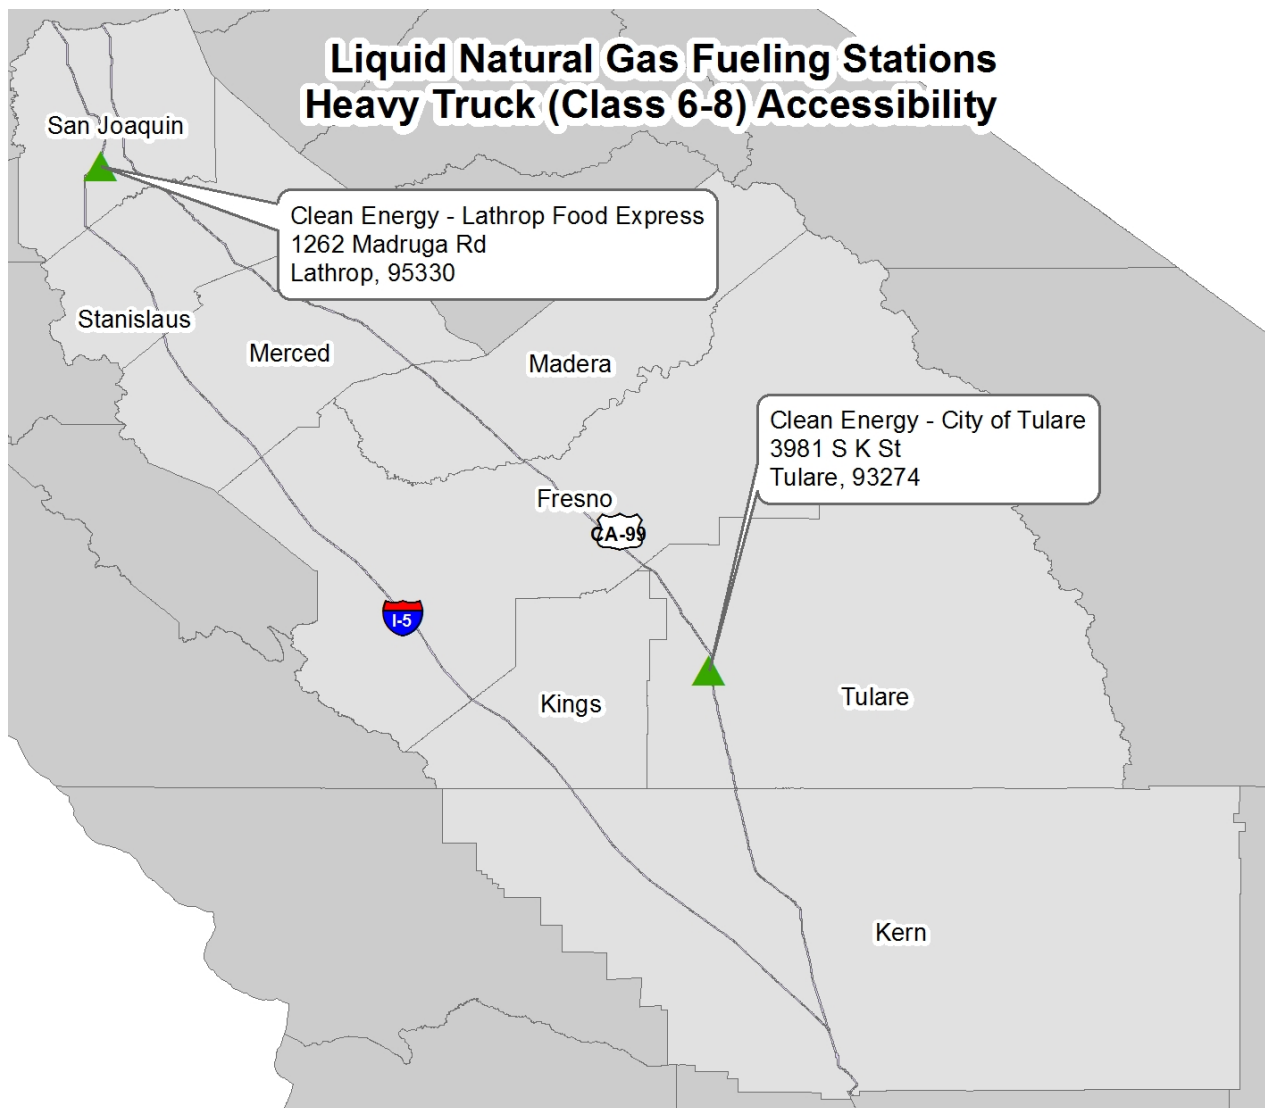 Liquid Natural Gas Fueling Stations
Heavy Truck (Class 6-8) Accessibility
San Joaquin
Clean Energy - Lathrop Food Express
1262 Madruga Rd
Lathrop, 95330
Stanislaus
Merced
Madera
Clean Energy - City of Tulare
3981 S K St
Tulare, 93274
Fresno
CA-99
I-5
Kings
Tulare
Kern